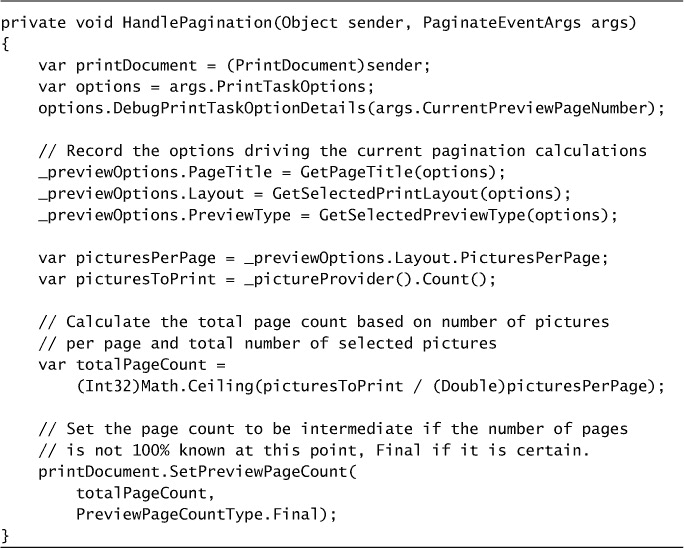 private void HandlePagination(Object sender, PaginateEventArgs args)
{
    var printDocument = (PrintDocument)sender;
    var options = args.PrintTaskOptions;
    options.DebugPrintTaskOptionDetails(args.CurrentPreviewPageNumber);

    // Record the options driving the current pagination calculations
    _previewOptions.PageTitle = GetPageTitle(options);
    _previewOptions.Layout = GetSelectedPrintLayout(options);
    _previewOptions.PreviewType = GetSelectedPreviewType(options);

    var picturesPerPage = _previewOptions.Layout.PicturesPerPage;
    var picturesToPrint = _pictureProvider().Count();

    // Calculate the total page count based on number of pictures
    // per page and total number of selected pictures
    var totalPageCount =
        (Int32)Math.Ceiling(picturesToPrint / (Double)picturesPerPage);

    // Set the page count to be intermediate if the number of pages
    // is not 100% known at this point, Final if it is certain.
    printDocument.SetPreviewPageCount(
        totalPageCount,
        PreviewPageCountType.Final);
}